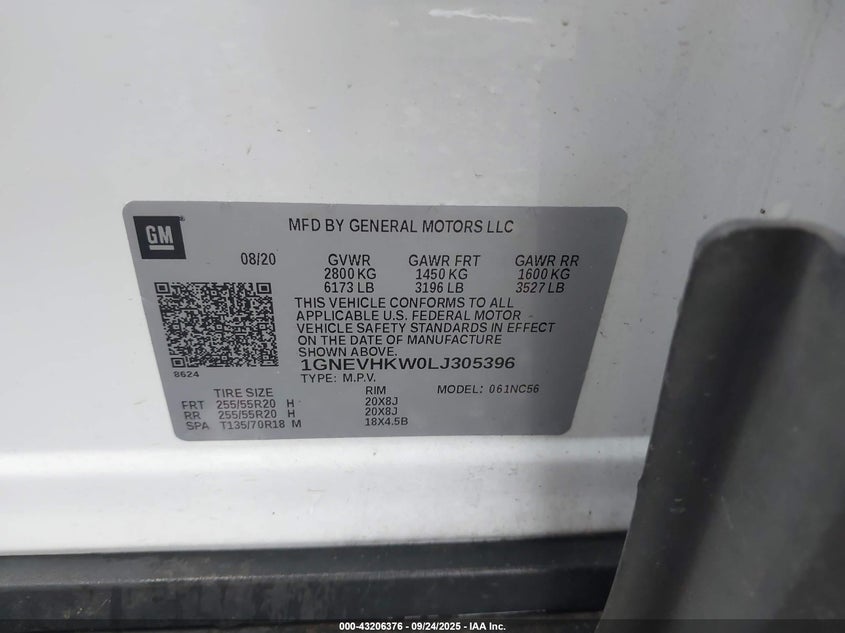 GM
MFD BY GENERAL MOTORS LLC
08/20 GVWR GAWR FRT GAWR RR
2800 KG 1450 KG 1600 KG
6173 LB 3196 LB 3527 LB
THIS VEHICLE CONFORMS TO ALL
APPLICABLE U.S. FEDERAL MOTOR
VEHICLE SAFETY STANDARDS IN EFFECT
ON THE DATE OF MANUFACTURE
SHOWN ABOVE.
1GNEVHKW0LJ305396
8624
TYPE: M.P.V.
MODEL: 061NC56
TIRE SIZE RIM
FRT 255/55R20 H 20X8J
RR 255/55R20 H 20X8J
SPA T135/70R18 M 18X4.5B
000-43206376 - 09/24/2025 - IAA Inc.